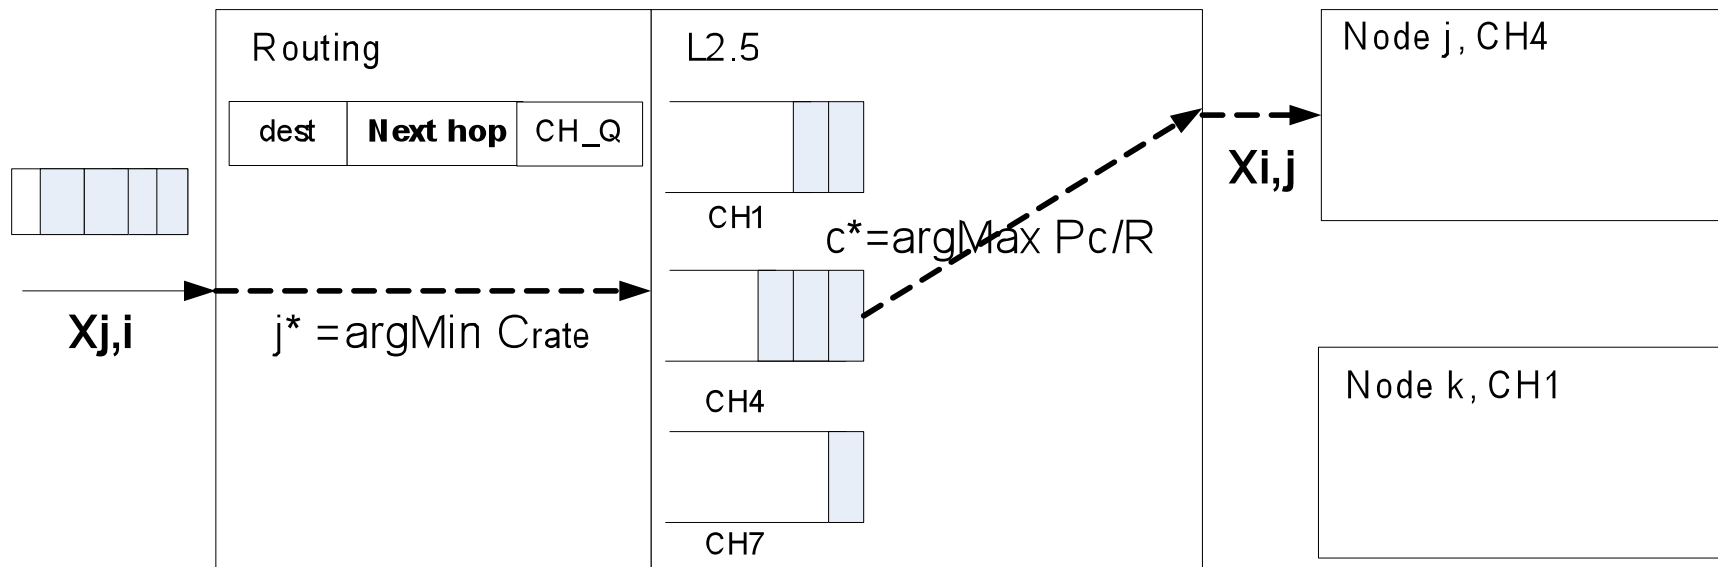 Routing
L2.5
Node j, CH4
dest
Next hop
CH_Q
Xi,j
CH1
c*=argMax Pc/R
Xj,i
j* =argMin Crate
CH4
Node k, CH1
CH7